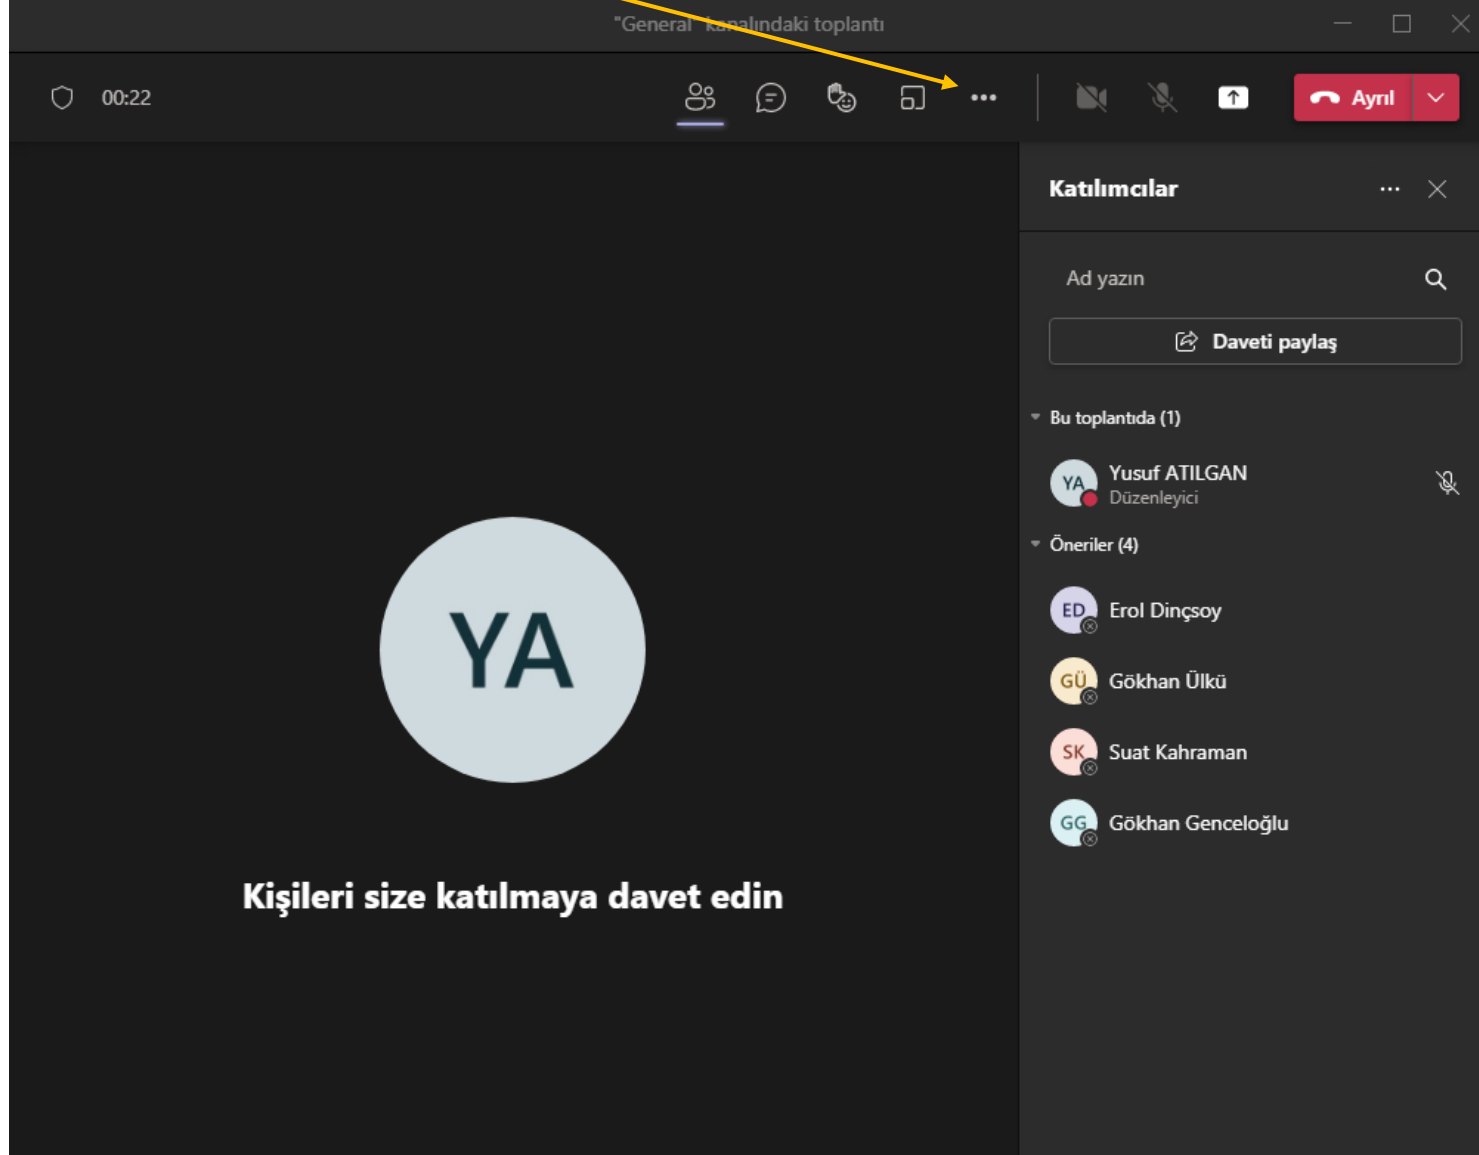 "General" kanalındaki toplantı
00:22
Ayrıl
Katılımcılar
Ad yazın
Daveti paylaş
Bu toplantıda (1)
YA
Yusuf ATILGAN
Düzenleyici
Öneriler (4)
ED
Erol Dinçsoy
GÜ
Gökhan Ülkü
SK
Suat Kahraman
GG
Gökhan Genceloğlu
YA
Kişileri size katılmaya davet edin